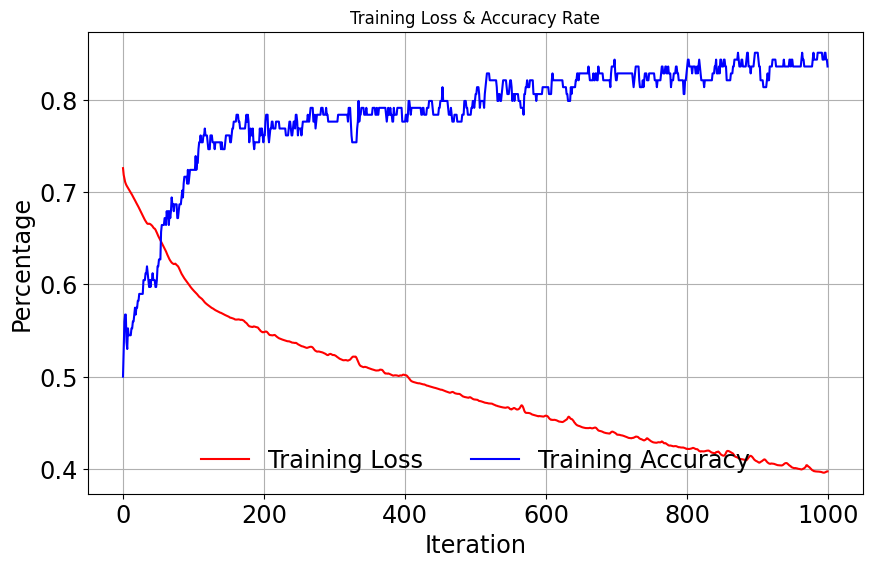 Training Loss & Accuracy Rate
0.8
0.7
0.6
0.5
0.4
Percentage
Training Loss Training Accuracy
0 200 400 600 800 1000
Iteration